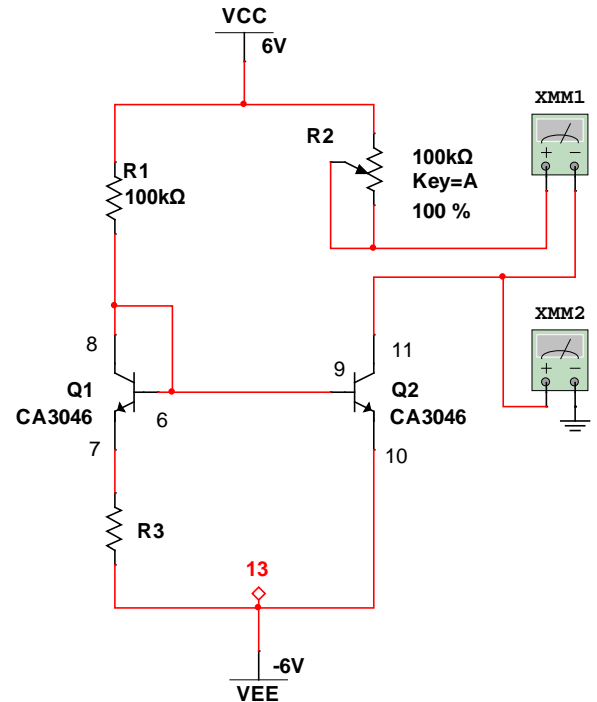 VCC
6V
XMM1
+ −
R1
100kΩ
R2
100kΩ
Key=A
100 %
XMM2
+ −
8
Q1
CA3046
6
7
9
11
Q2
CA3046
10
R3
13
-6V
VEE